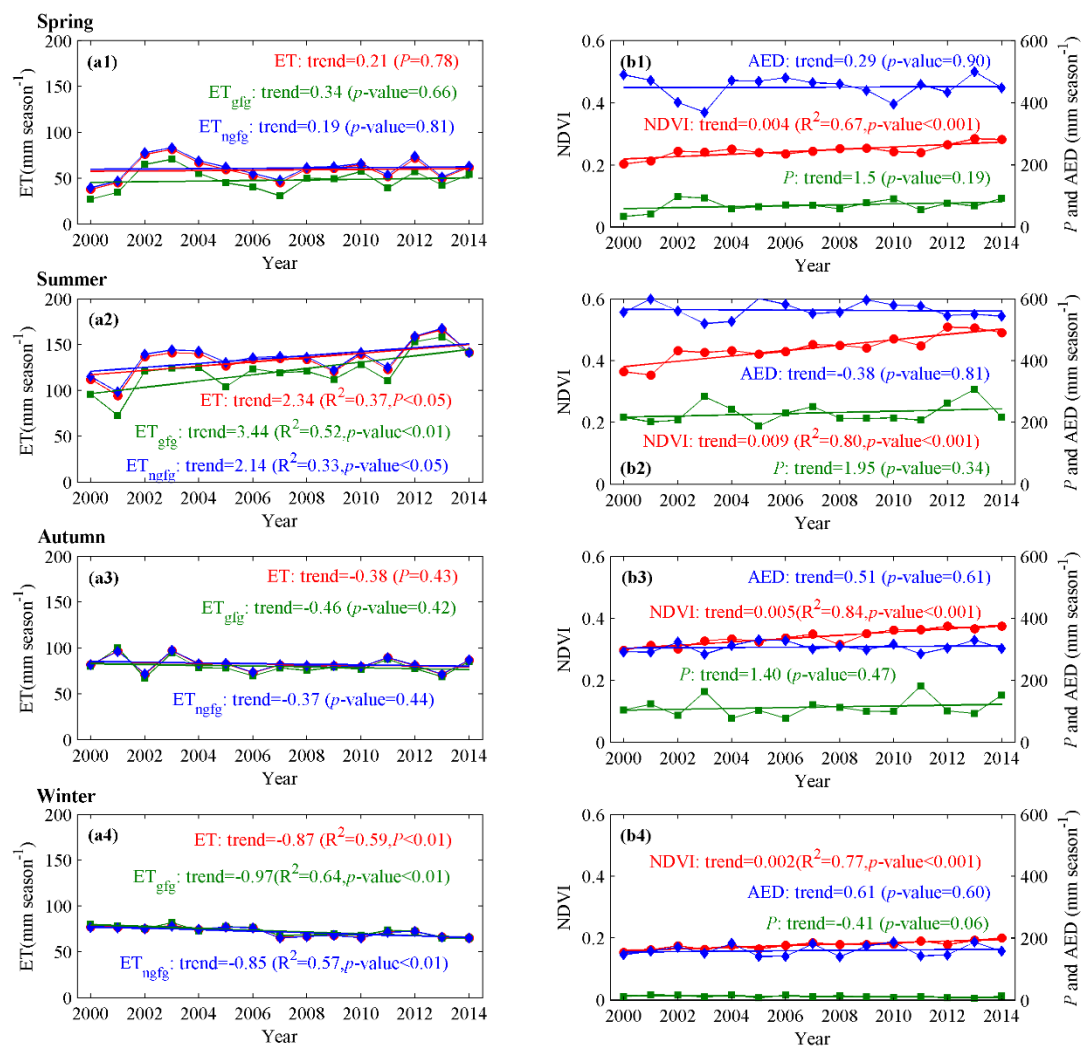 Spring
(a1)
ET: trend=0.21 (P=0.78)
ETgfg: trend=0.34 (p-value=0.66)
ETngfg: trend=0.19 (p-value=0.81)
ET(mm season-1)
200
150
100
50
0
2000 2002 2004 2006 2008 2010 2012 2014
Year
(b1)
AED: trend=0.29 (p-value=0.90)
NDVI: trend=0.004 (R2=0.67,p-value<0.001)
P: trend=1.5 (p-value=0.19)
NDVI
0.6
0.4
0.2
0
P and AED (mm season-1)
600
400
200
0
2000 2002 2004 2006 2008 2010 2012 2014
Year
Summer
(a2)
ET: trend=2.34 (R2=0.37,P<0.05)
ETgfg: trend=3.44 (R2=0.52,p-value<0.01)
ETngfg: trend=2.14 (R2=0.33,p-value<0.05)
ET(mm season-1)
200
150
100
50
0
2000 2002 2004 2006 2008 2010 2012 2014
Year
AED: trend=-0.38 (p-value=0.81)
NDVI: trend=0.009 (R2=0.80,p-value<0.001)
(b2)
P: trend=1.95 (p-value=0.34)
NDVI
0.6
0.4
0.2
0
P and AED (mm season-1)
600
400
200
0
2000 2002 2004 2006 2008 2010 2012 2014
Year
Autumn
(a3)
ET: trend=-0.38 (P=0.43)
ETgfg: trend=-0.46 (p-value=0.42)
ETngfg: trend=-0.37 (p-value=0.44)
ET(mm season-1)
200
150
100
50
0
2000 2002 2004 2006 2008 2010 2012 2014
Year
(b3)
AED: trend=0.51 (p-value=0.61)
NDVI: trend=0.005(R2=0.84,p-value<0.001)
P: trend=1.40 (p-value=0.47)
NDVI
0.6
0.4
0.2
0
P and AED (mm season-1)
600
400
200
0
2000 2002 2004 2006 2008 2010 2012 2014
Year
Winter
(a4)
ET: trend=-0.87 (R2=0.59,P<0.01)
ETgfg: trend=-0.97(R2=0.64,p-value<0.01)
ETngfg: trend=-0.85 (R2=0.57,p-value<0.01)
ET(mm season-1)
200
150
100
50
0
2000 2002 2004 2006 2008 2010 2012 2014
Year
(b4)
NDVI: trend=0.002(R2=0.77,p-value<0.001)
AED: trend=0.61 (p-value=0.60)
P: trend=-0.41 (p-value=0.06)
NDVI
0.6
0.4
0.2
0
P and AED (mm season-1)
600
400
200
0
2000 2002 2004 2006 2008 2010 2012 2014
Year